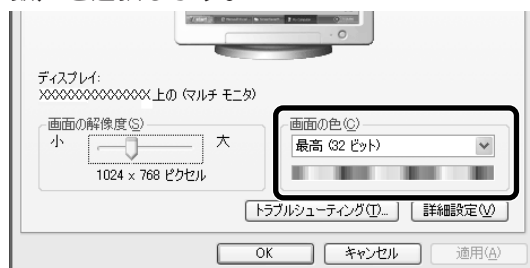 ディスプレイ:
XXXXXXXXXXXXX上の (マルチ モニタ)
画面の解像度(S)
小 大
1024 x 768 ピクセル
画面の色(C)
最高 (32 ビット)
トラブルシューティング(T)... 詳細設定(V)
OK キャンセル 適用(A)